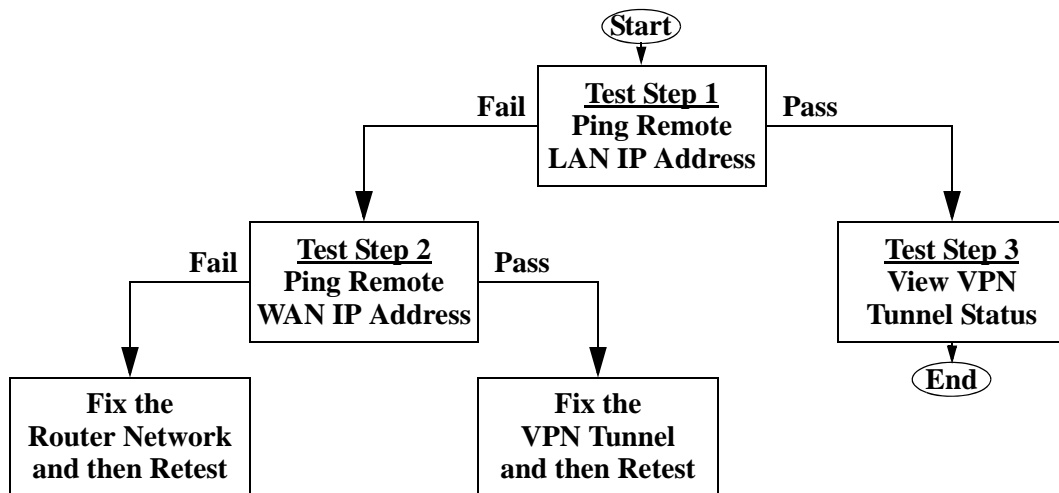 Start
Test Step 1
Ping Remote
LAN IP Address
Fail
Pass
Test Step 2
Ping Remote
WAN IP Address
Test Step 3
View VPN
Tunnel Status
Fail
Pass
End
Fix the
Router Network
and then Retest
Fix the
VPN Tunnel
and then Retest